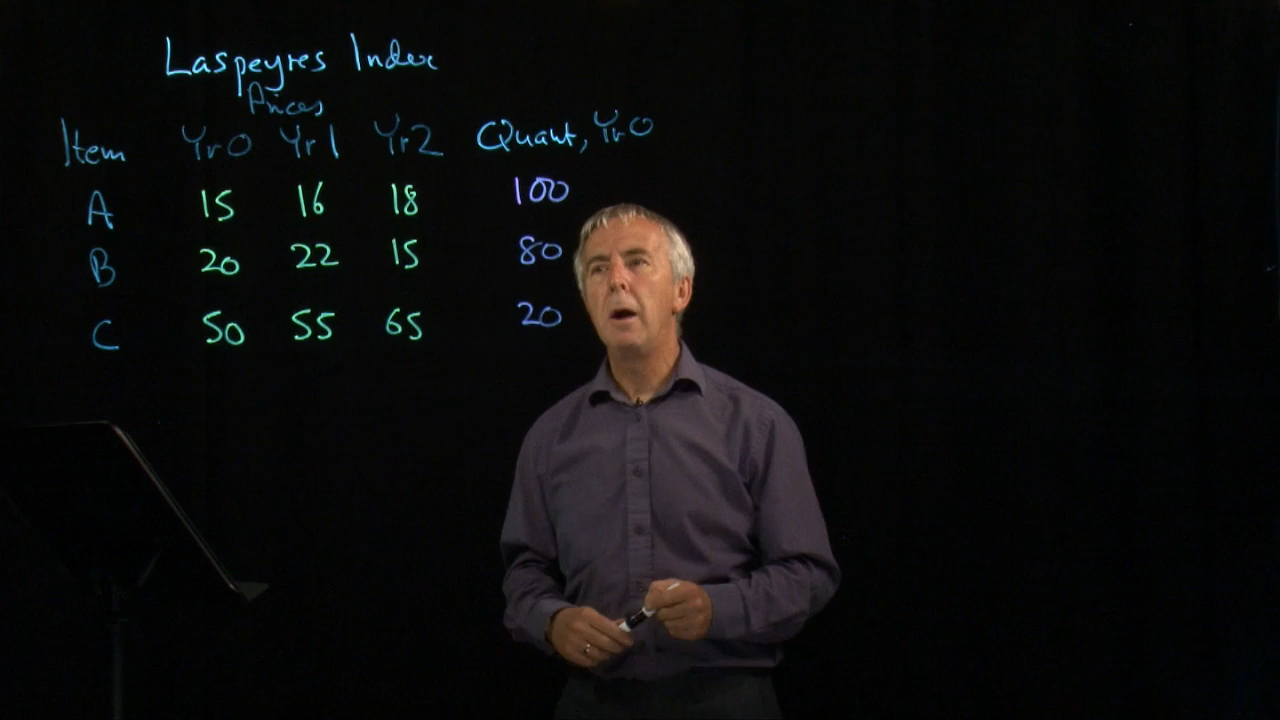 Laspeyres Index
Prices
Item Yr0 Yr1 Yr2 Quant, Yr0
A 15 16 18 100
B 20 22 15 80
C 50 55 65 20